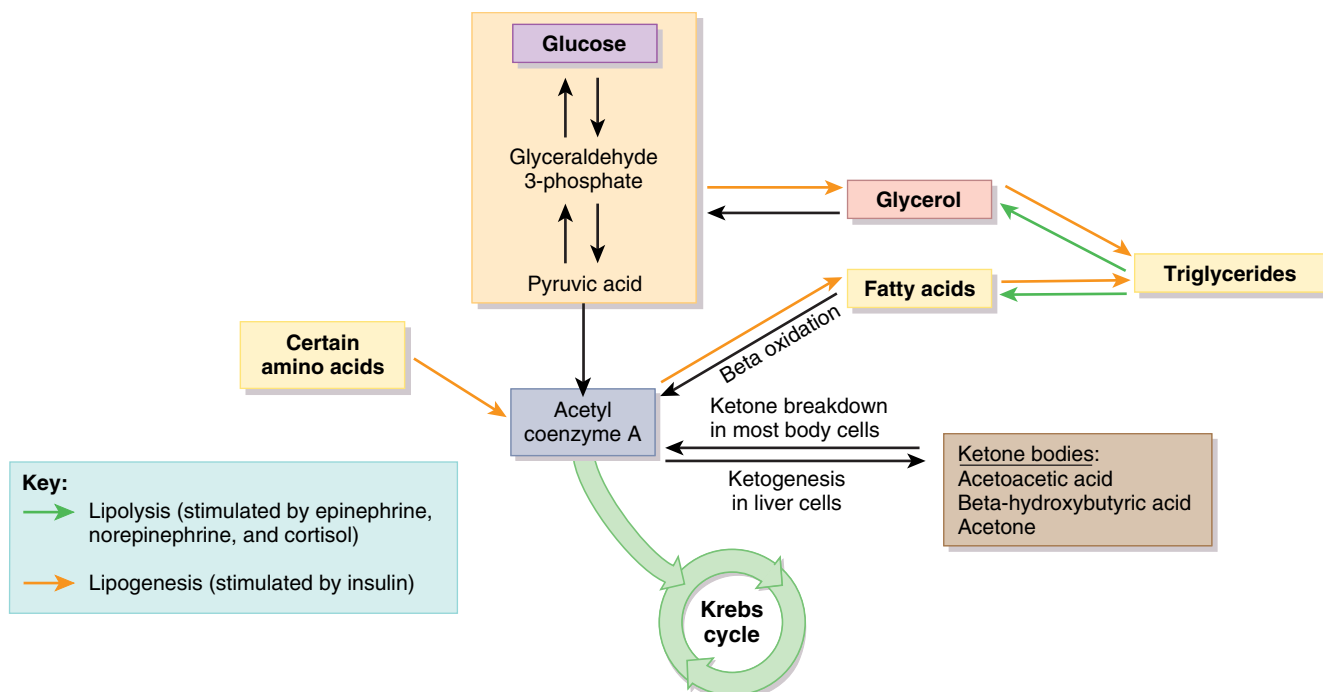 Glucose
Glyceraldehyde
3-phosphate
Pyruvic acid
Glycerol
Triglycerides
Fatty acids
Beta oxidation
Certain
amino acids
Acetyl
coenzyme A
Ketone breakdown
in most body cells
Ketogenesis
in liver cells
Ketone bodies:
Acetoacetic acid
Beta-hydroxybutyric acid
Acetone
Key:
Lipolysis (stimulated by epinephrine,
norepinephrine, and cortisol)
Lipogenesis (stimulated by insulin)
Krebs
cycle